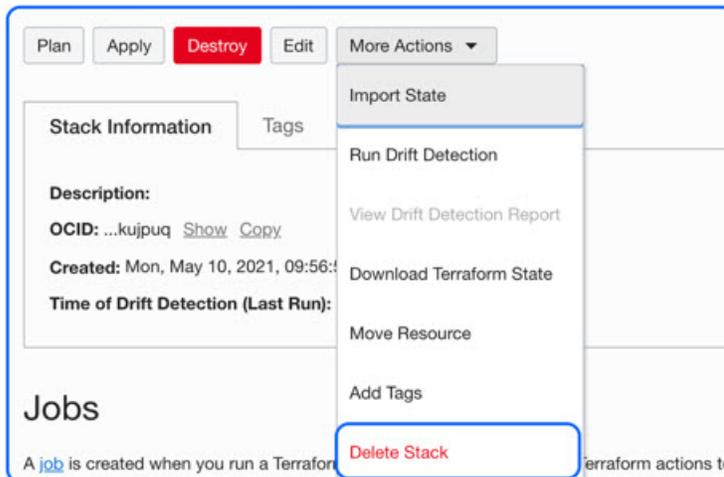 Plan Apply Destroy Edit More Actions
Import State
Stack Information Tags
Run Drift Detection
Description:
View Drift Detection Report
OCID: ...kujpuq Show Copy
Created: Mon, May 10, 2021, 09:56:
Download Terraform State
Time of Drift Detection (Last Run):
Move Resource
Add Tags
Jobs
Delete Stack
A job is created when you run a Terrafor erraform actions t